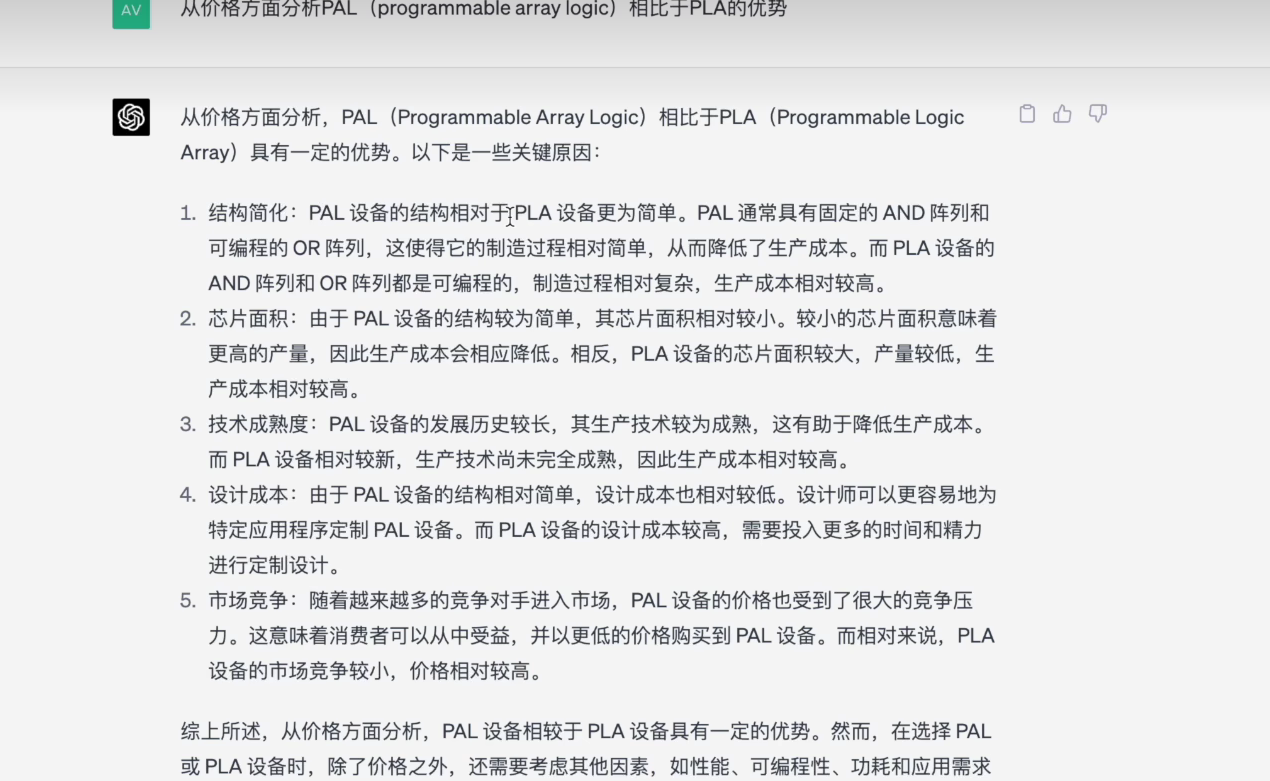 AV
从价格方面分析PAL（programmable array logic）相比于PLA的优势
从价格方面分析，PAL（Programmable Array Logic）相比于PLA（Programmable Logic
Array）具有一定的优势。以下是一些关键原因：
1. 结构简化：PAL 设备的结构相对于 PLA 设备更为简单。PAL 通常具有固定的 AND 阵列和
可编程的 OR 阵列，这使得它的制造过程相对简单，从而降低了生产成本。而 PLA 设备的
AND 阵列和 OR 阵列都是可编程的，制造过程相对复杂，生产成本相对较高。
2. 芯片面积：由于 PAL 设备的结构较为简单，其芯片面积相对较小。较小的芯片面积意味着
更高的产量，因此生产成本会相应降低。相反，PLA 设备的芯片面积较大，产量较低，生
产成本相对较高。
3. 技术成熟度：PAL 设备的发展历史较长，其生产技术较为成熟，这有助于降低生产成本。
而 PLA 设备相对较新，生产技术尚未完全成熟，因此生产成本相对较高。
4. 设计成本：由于 PAL 设备的结构相对简单，设计成本也相对较低。设计师可以更容易地为
特定应用程序定制 PAL 设备。而 PLA 设备的设计成本较高，需要投入更多的时间和精力
进行定制设计。
5. 市场竞争：随着越来越多的竞争对手进入市场，PAL 设备的价格也受到了很大的竞争压
力。这意味着消费者可以从中受益，并以更低的价格购买到 PAL 设备。而相对来说，PLA
设备的市场竞争较小，价格相对较高。
综上所述，从价格方面分析，PAL 设备相较于 PLA 设备具有一定的优势。然而，在选择 PAL
或 PLA 设备时，除了价格之外，还需要考虑其他因素，如性能、可编程性、功耗和应用需求